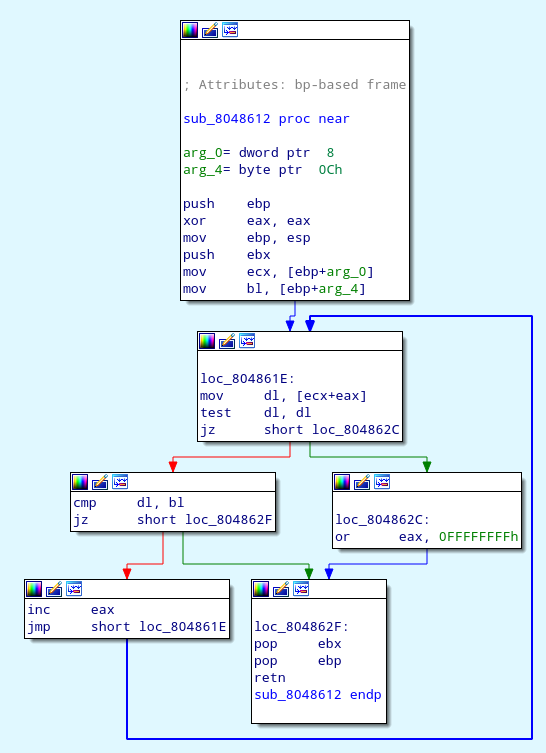 ; Attributes: bp-based frame
sub_8048612 proc near
arg_0= dword ptr  8
arg_4= byte ptr  0Ch
push    ebp
xor     eax, eax
mov     ebp, esp
push    ebx
mov     ecx, [ebp+arg_0]
mov     bl, [ebp+arg_4]
loc_804861E:
mov     dl, [ecx+eax]
test    dl, dl
jz      short loc_804862C
cmp     dl, bl
jz      short loc_804862F
loc_804862C:
or      eax, 0FFFFFFFFh
inc     eax
jmp     short loc_804861E
loc_804862F:
pop     ebx
pop     ebp
retn
sub_8048612 endp